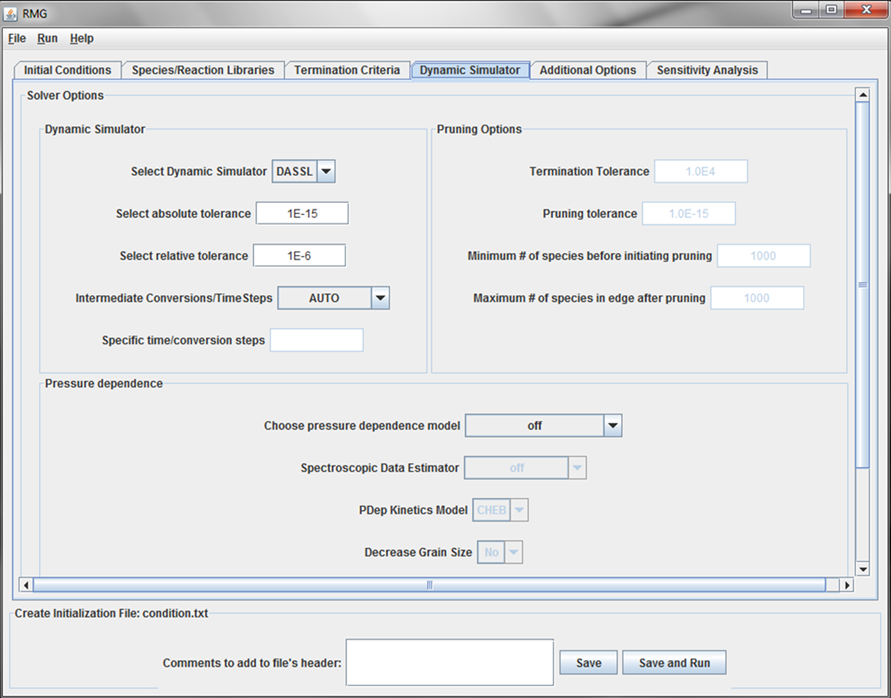 RMG
File Run Help
Initial Conditions Species/Reaction Libraries Termination Criteria Dynamic Simulator Additional Options Sensitivity Analysis
Solver Options
Dynamic Simulator
Select Dynamic Simulator DASSL
Select absolute tolerance 1E-15
Select relative tolerance 1E-6
Intermediate Conversions/TimeSteps AUTO
Specific time/conversion steps
Pruning Options
Termination Tolerance 1.0E4
Pruning tolerance 1.0E-15
Minimum # of species before initiating pruning 1000
Maximum # of species in edge after pruning 1000
Pressure dependence
Choose pressure dependence model off
Spectroscopic Data Estimator off
PDep Kinetics Model CHEB
Decrease Grain Size No
Create Initialization File: condition.txt
Comments to add to file's header: Save Save and Run